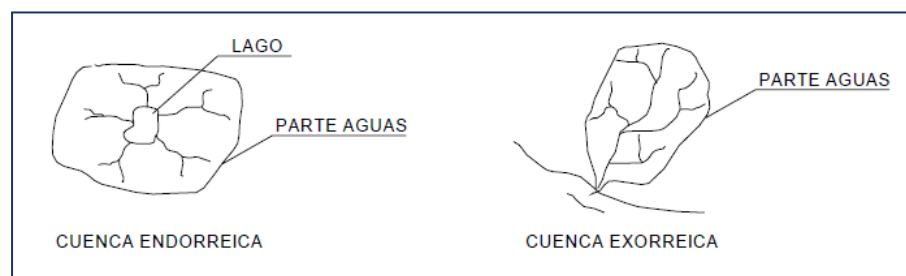 LAGO
PARTE AGUAS
CUENCA ENDORREICA
PARTE AGUAS
CUENCA EXORREICA